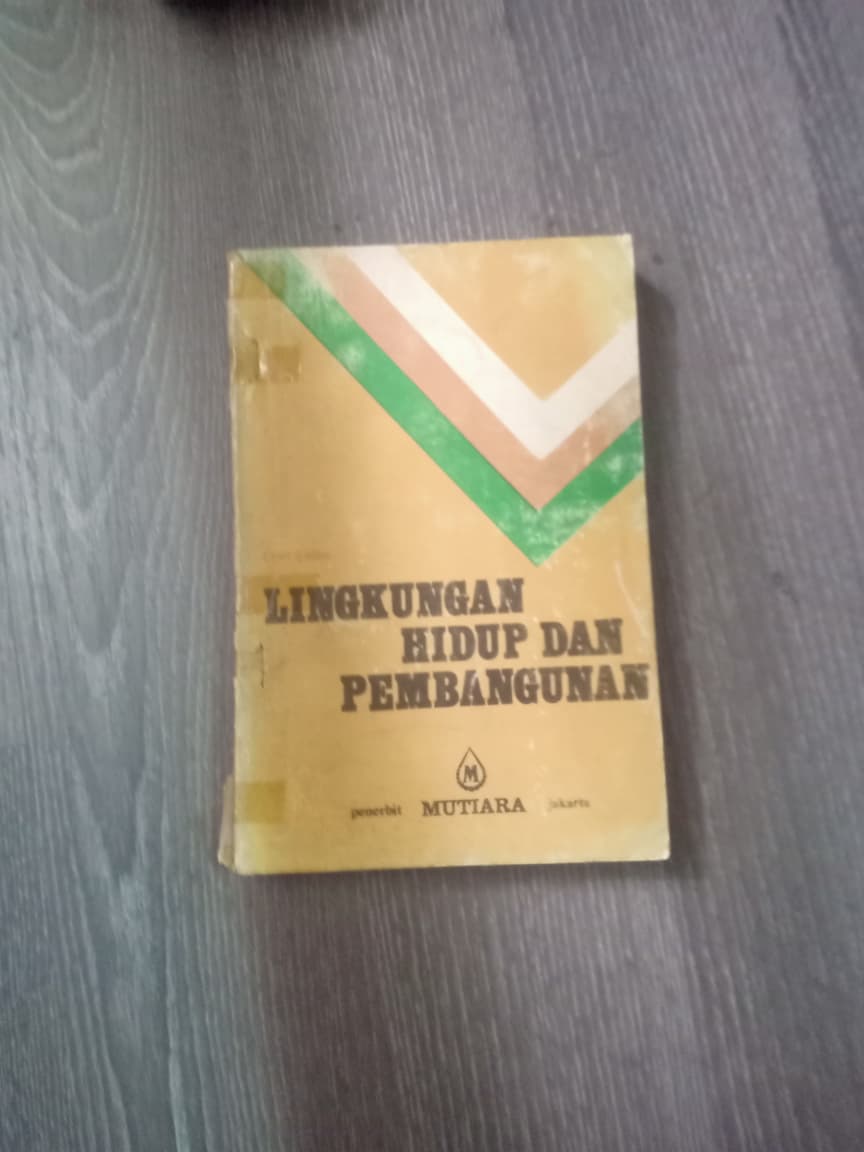 LINGKUNGAN
HIDUP DAN
PEMBANGUNAN
M
penerbit MUTIARA jakarta